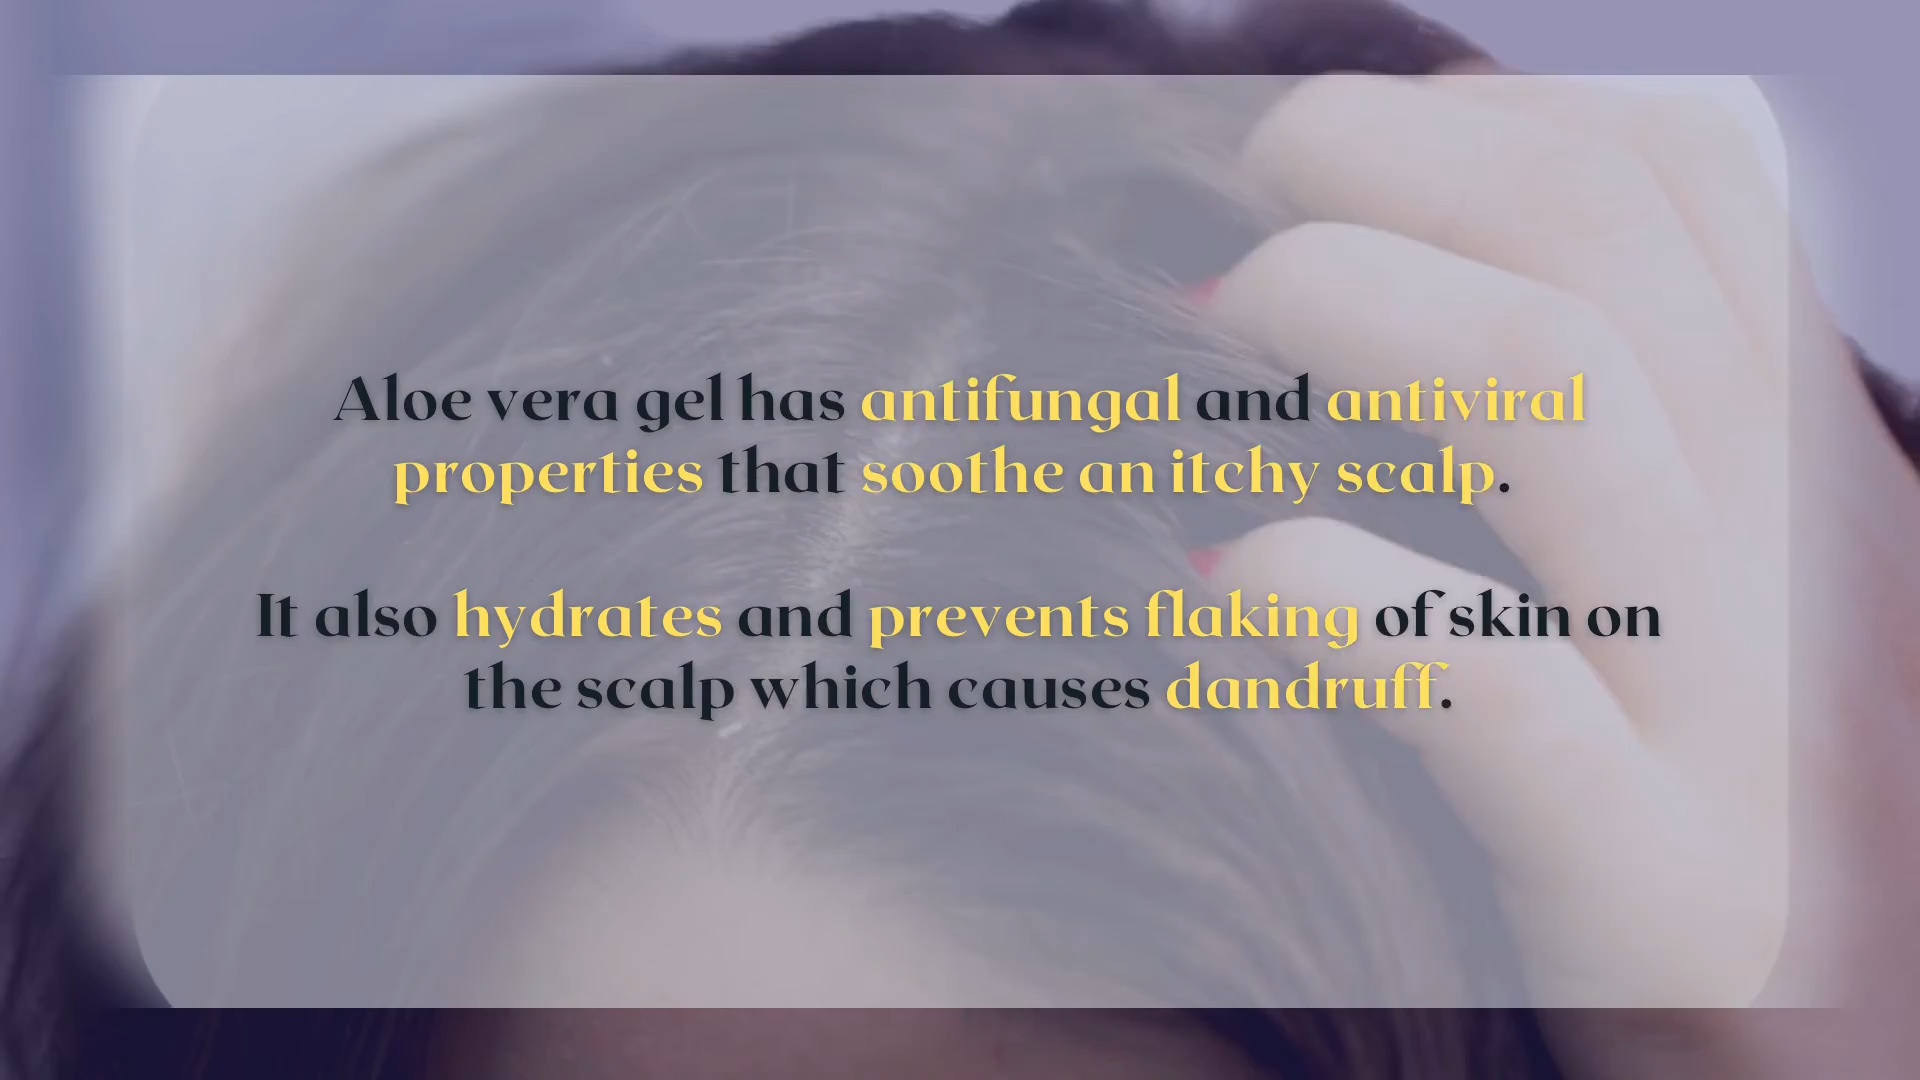 Aloe vera gel has antifungal and antiviral
properties that soothe an itchy scalp.
It also hydrates and prevents flaking of skin on
the scalp which causes dandruff.